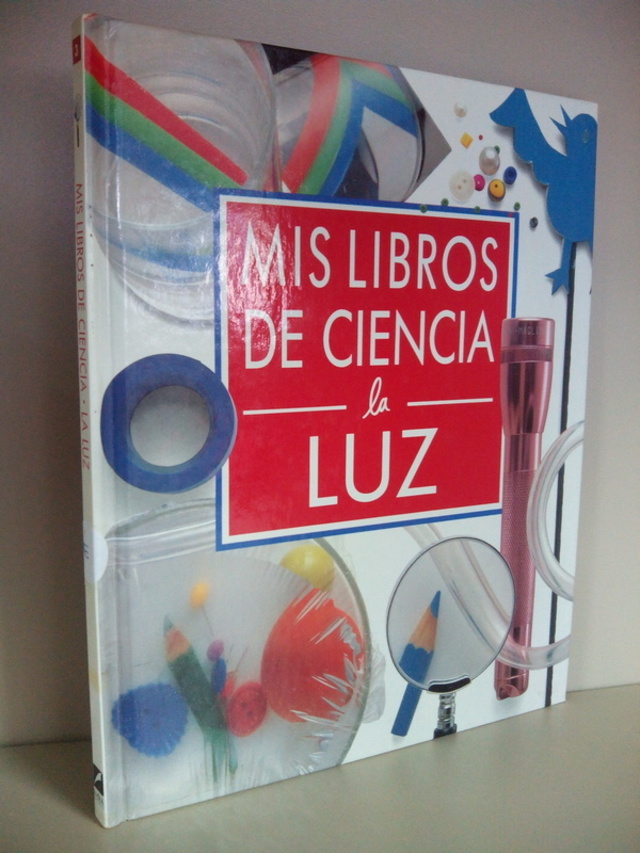 MIS LIBROS
DE CIENCIA
la
LUZ
MIS LIBROS DE CIENCIA • LA LUZ